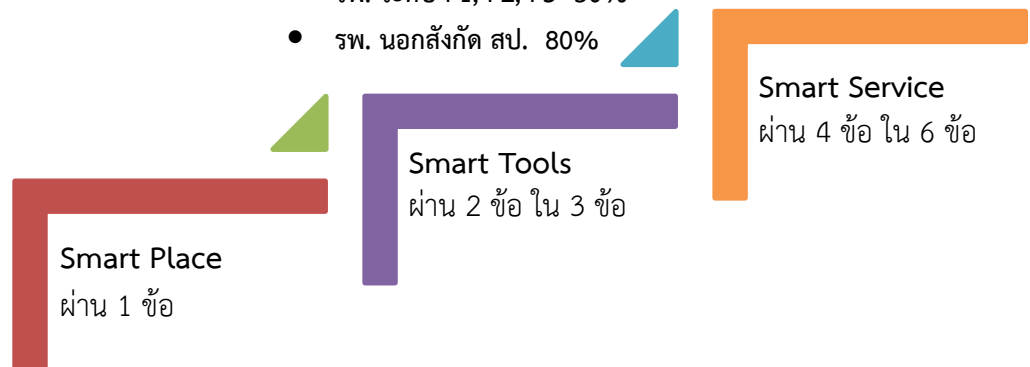 • รพ. นอกสังกัด สป. 80%
Smart Service
ผ่าน 4 ข้อ ใน 6 ข้อ
Smart Tools
ผ่าน 2 ข้อ ใน 3 ข้อ
Smart Place
ผ่าน 1 ข้อ